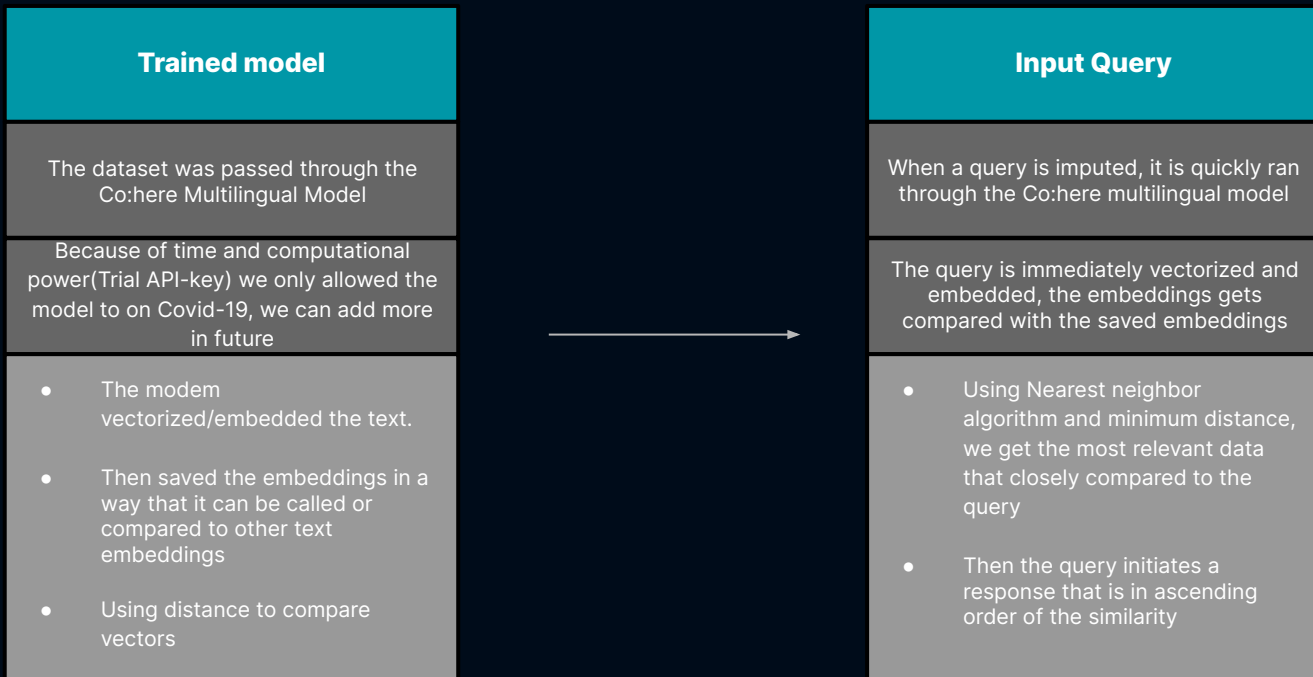 Trained model
The dataset was passed through the
Co:here Multilingual Model
Because of time and computational
power(Trial API-key) we only allowed the
model to on Covid-19, we can add more
in future
● The modem
vectorized/embedded the text.
● Then saved the embeddings in a
way that it can be called or
compared to other text
embeddings
● Using distance to compare
vectors
Input Query
When a query is imputed, it is quickly ran
through the Co:here multilingual model
The query is immediately vectorized and
embedded, the embeddings gets
compared with the saved embeddings
● Using Nearest neighbor
algorithm and minimum distance,
we get the most relevant data
that closely compared to the
query
● Then the query initiates a
response that is in ascending
order of the similarity